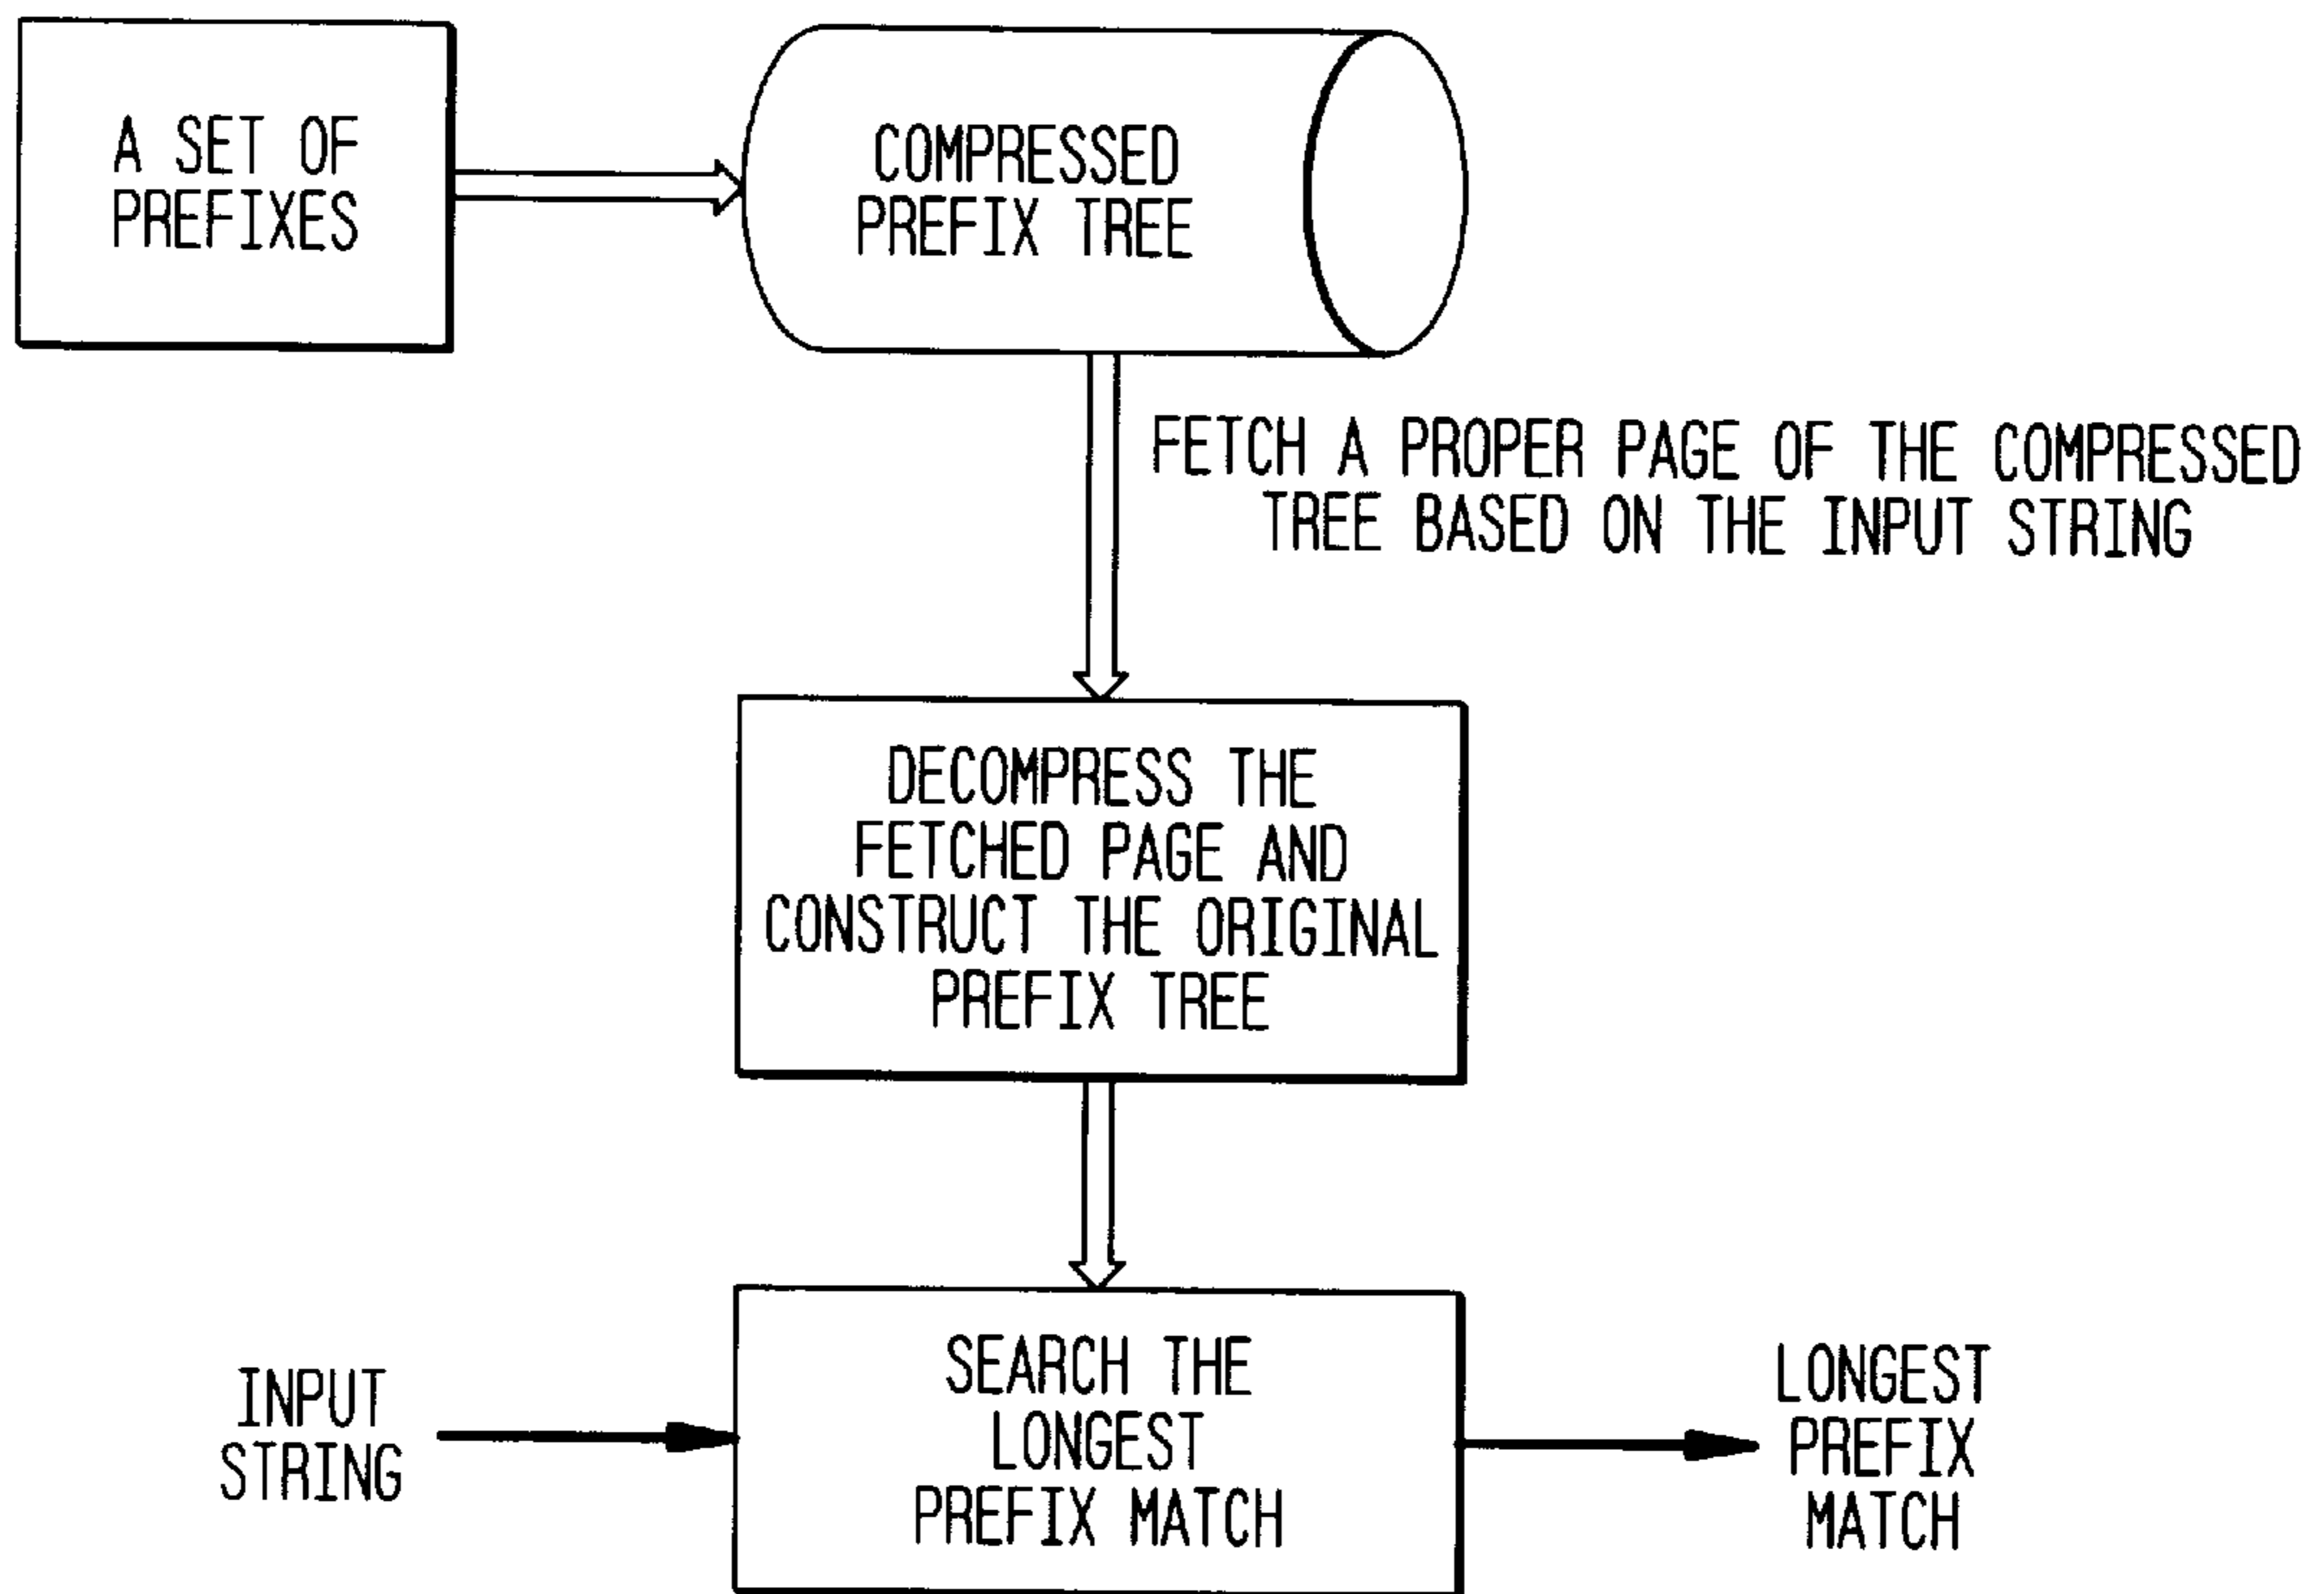 A SET OF
PREFIXES
COMPRESSED
PREFIX TREE
FETCH A PROPER PAGE OF THE COMPRESSED
TREE BASED ON THE INPUT STRING
DECOMPRESS THE
FETCHED PAGE AND
CONSTRUCT THE ORIGINAL
PREFIX TREE
INPUT
STRING
SEARCH THE
LONGEST
PREFIX MATCH
LONGEST
PREFIX
MATCH